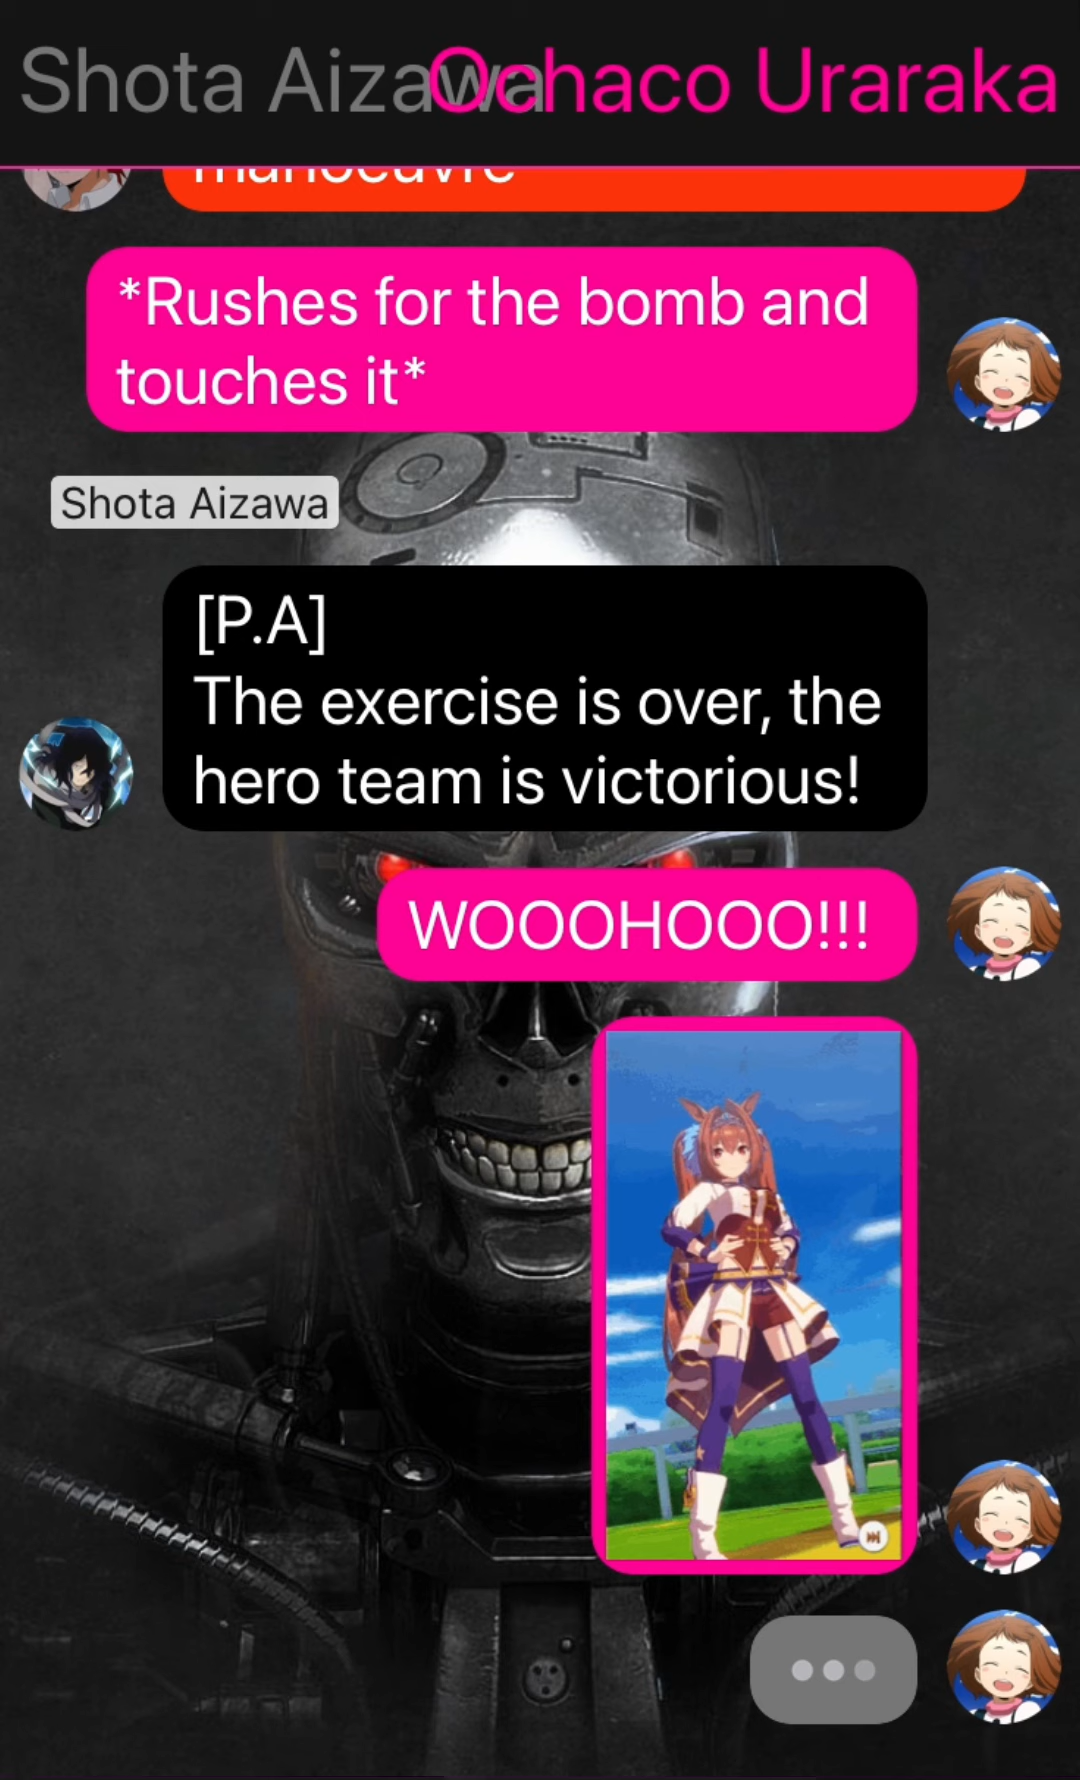 Shota Aizawa
Ochaco Uraraka
manoeuvre
*Rushes for the bomb and
touches it*
Shota Aizawa
[P.A]
The exercise is over, the
hero team is victorious!
WOOOHOOO!!!